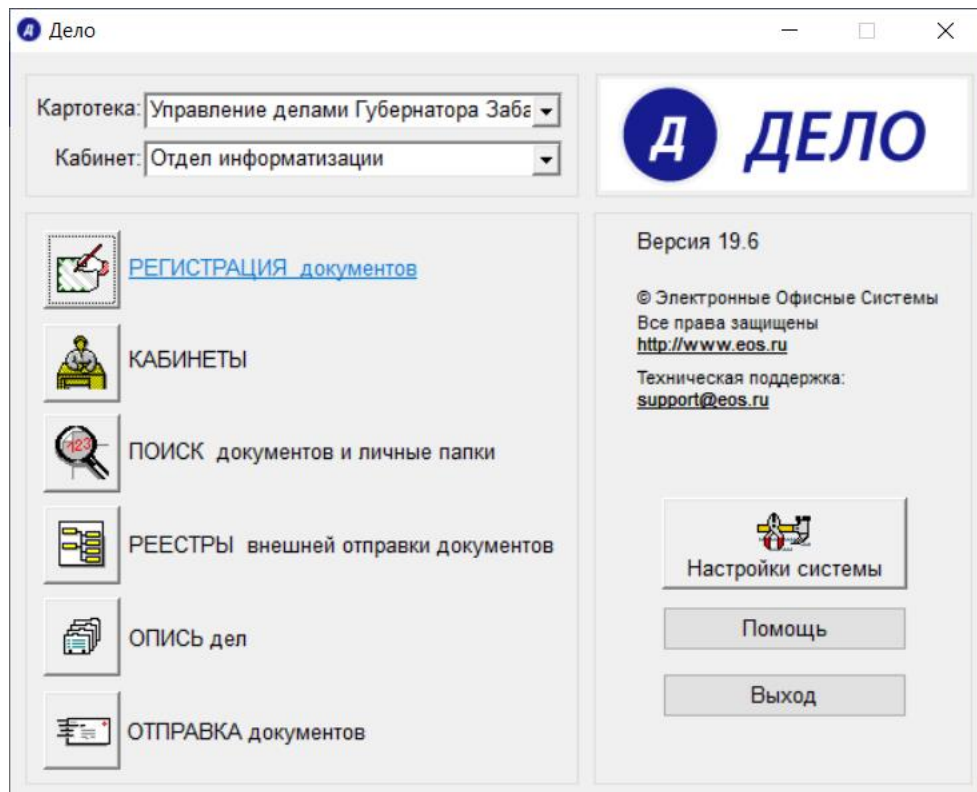 Дело
Картотека: Управление делами Губернатора Заба
Кабинет: Отдел информатизации
Д ДЕЛО
РЕГИСТРАЦИЯ документов
КАБИНЕТЫ
123
ПОИСК документов и личные папки
РЕЕСТРЫ внешней отправки документов
ОПИСЬ дел
ОТПРАВКА документов
Версия 19.6
© Электронные Офисные Системы
Все права защищены
http://www.eos.ru
Техническая поддержка:
support@eos.ru
Настройки системы
Помощь
Выход